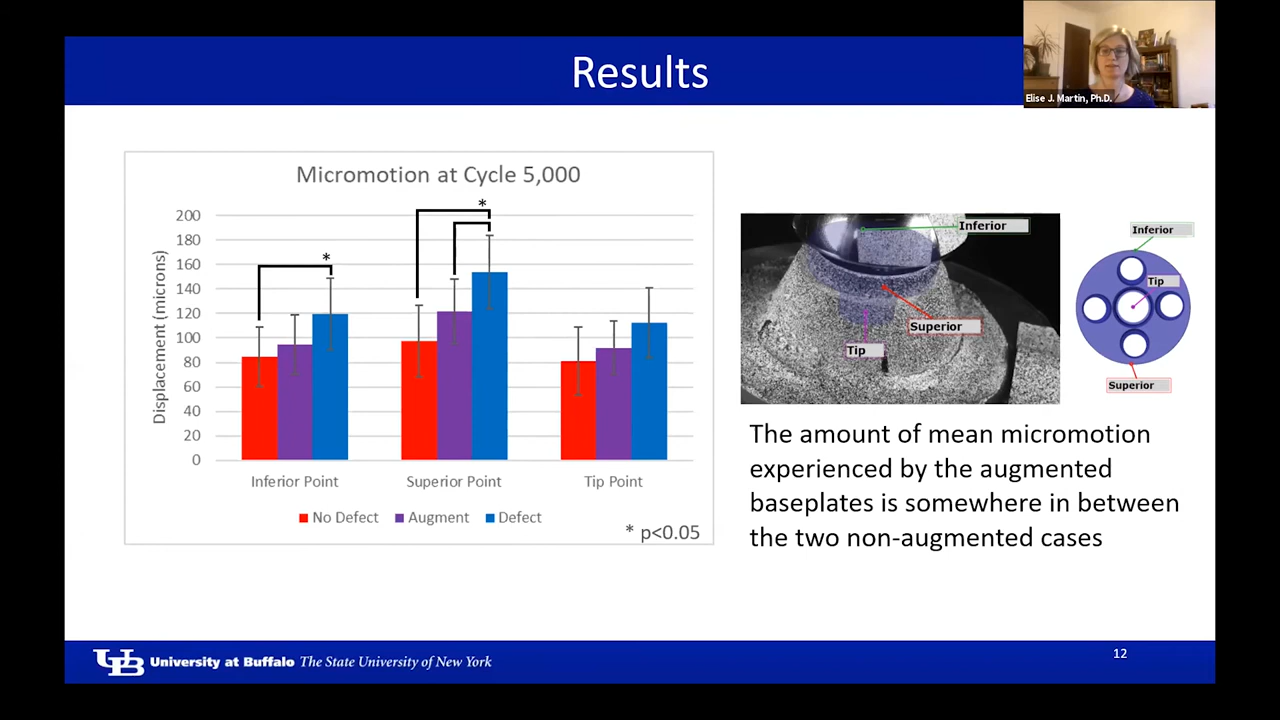 Results
Elise J. Martin, Ph.D.
Micromotion at Cycle 5,000
Displacement (microns)
200
180
160
140
120
100
80
60
40
20
0
*
*
Inferior Point
Superior Point
Tip Point
No Defect
Augment
Defect
* p<0.05
Inferior
Superior
Tip
Inferior
Tip
Superior
The amount of mean micromotion
experienced by the augmented
baseplates is somewhere in between
the two non-augmented cases
UB University at Buffalo The State University of New York
12